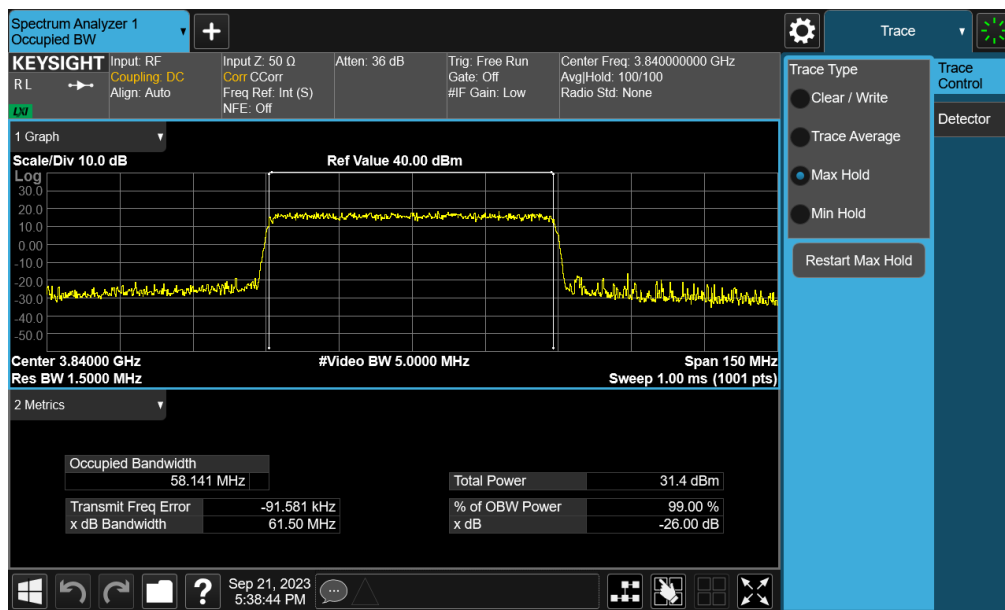 Spectrum Analyzer 1
Occupied BW
Trace
KEYSIGHT
R L
LXI
Input: RF
Coupling: DC
Align: Auto
Input Z: 50 Ω
Corr CCorr
Freq Ref: Int (S)
NFE: Off
Atten: 36 dB
Trig: Free Run
Gate: Off
#IF Gain: Low
Center Freq: 3.840000000 GHz
Avg|Hold: 100/100
Radio Std: None
Trace Type
Clear / Write
Trace Average
Max Hold
Min Hold
Restart Max Hold
Trace
Control
Detector
1 Graph
Scale/Div 10.0 dB
Ref Value 40.00 dBm
Log
30.0
20.0
10.0
0.00
-10.0
-20.0
-30.0
-40.0
-50.0
Center 3.84000 GHz
#Video BW 5.0000 MHz
Span 150 MHz
Res BW 1.5000 MHz
Sweep 1.00 ms (1001 pts)
2 Metrics
Occupied Bandwidth
58.141 MHz
Total Power 31.4 dBm
Transmit Freq Error -91.581 kHz
% of OBW Power 99.00 %
x dB Bandwidth 61.50 MHz
x dB -26.00 dB
Sep 21, 2023
5:38:44 PM